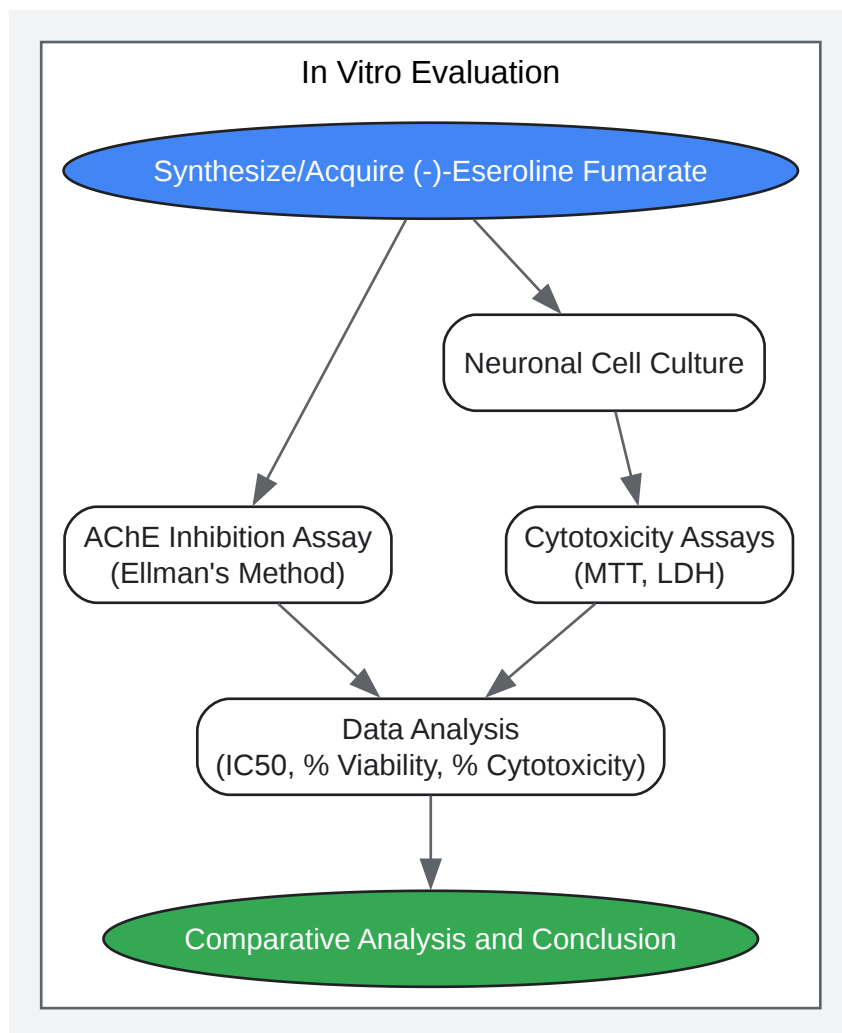 In Vitro Evaluation
Synthesize/Acquire (-)-Eseroline Fumarate
Neuronal Cell Culture
AChE Inhibition Assay
(Ellman's Method)
Cytotoxicity Assays
(MTT, LDH)
Data Analysis
(IC50, % Viability, % Cytotoxicity)
Comparative Analysis and Conclusion